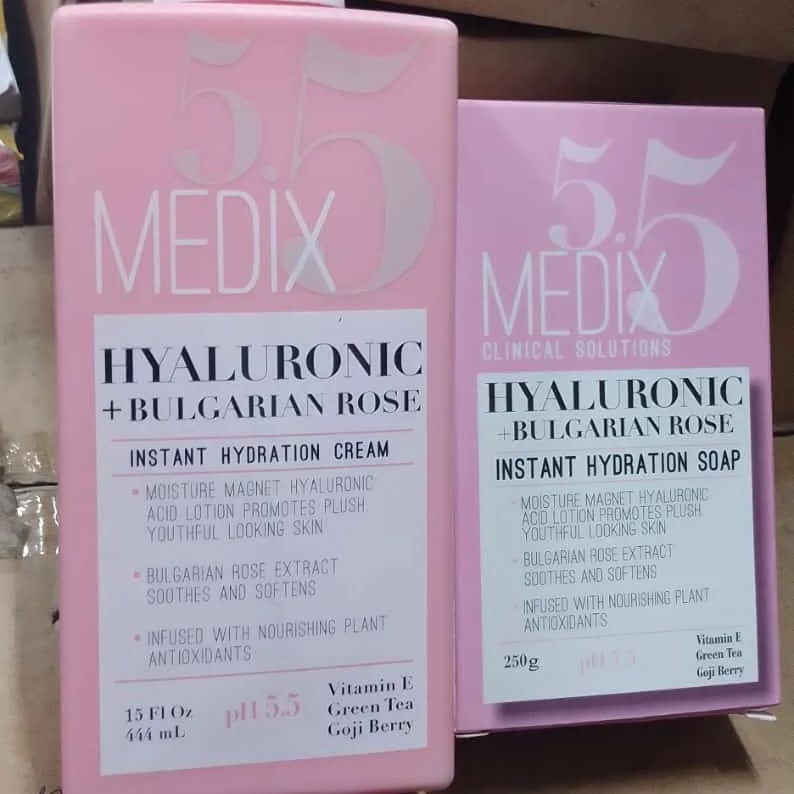 5.5
MEDIX
HYALURONIC
+BULGARIAN ROSE
INSTANT HYDRATION CREAM
• MOISTURE MAGNET HYALURONIC
ACID LOTION PROMOTES PLUSH
YOUTHFUL LOOKING SKIN
• BULGARIAN ROSE EXTRACT
SOOTHES AND SOFTENS
• INFUSED WITH NOURISHING PLANT
ANTIOXIDANTS
15 Fl Oz
444 mL
pH 5.5
Vitamin E
Green Tea
Goji Berry
5.5
MEDIX
CLINICAL SOLUTIONS
HYALURONIC
+BULGARIAN ROSE
INSTANT HYDRATION SOAP
• MOISTURE MAGNET HYALURONIC
ACID LOTION PROMOTES PLUSH
YOUTHFUL LOOKING SKIN
• BULGARIAN ROSE EXTRACT
SOOTHES AND SOFTENS
• INFUSED WITH NOURISHING PLANT
ANTIOXIDANTS
250g
pH 5.5
Vitamin E
Green Tea
Goji Berry